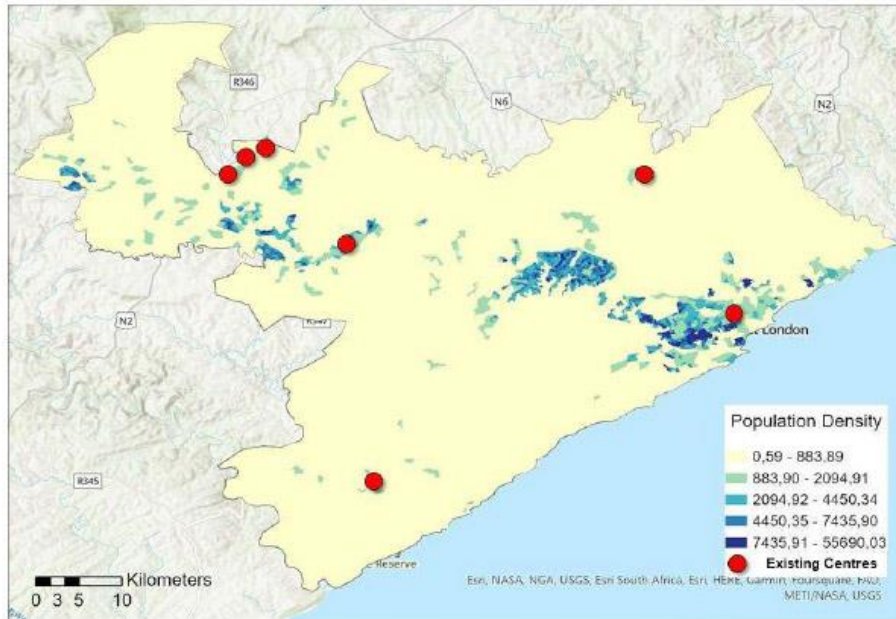 R346
N6
N2
N2
London
R345
Reserve
Population Density
0,59 - 883,89
883,90 - 2094,91
2094,92 - 4450,34
4450,35 - 7435,90
7435,91 - 55690,03
Existing Centres
Kilometers
0 3 5 10
Esri, NASA, NGA, USGS, Esri South Africa, Esri, HERE, Garmin, Foursquare, FAO,
METI/NASA, USGS